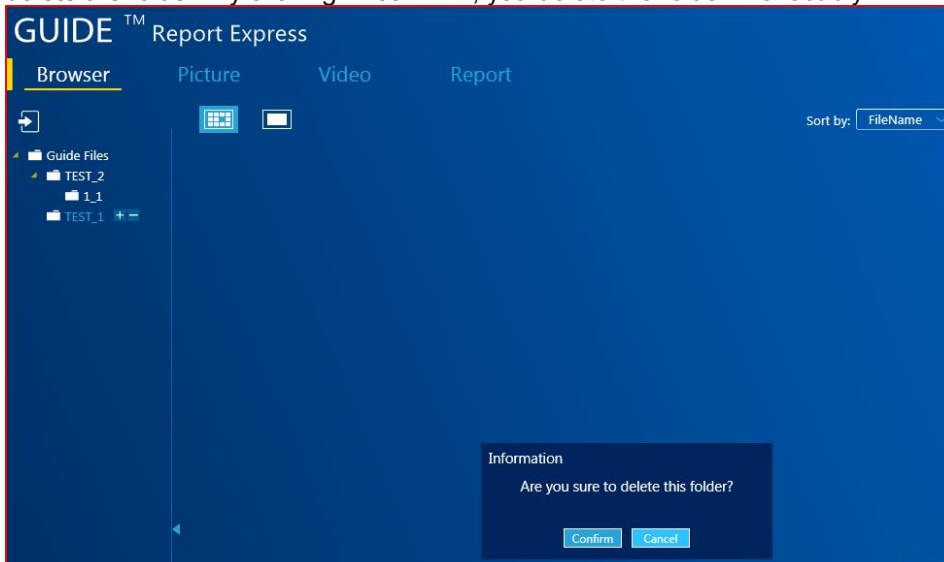 GUIDE TM Report Express
Browser Picture Video Report
Sort by: FileName
Guide Files
TEST_2
1_1
TEST_1 + −
Information
Are you sure to delete this folder?
Confirm Cancel